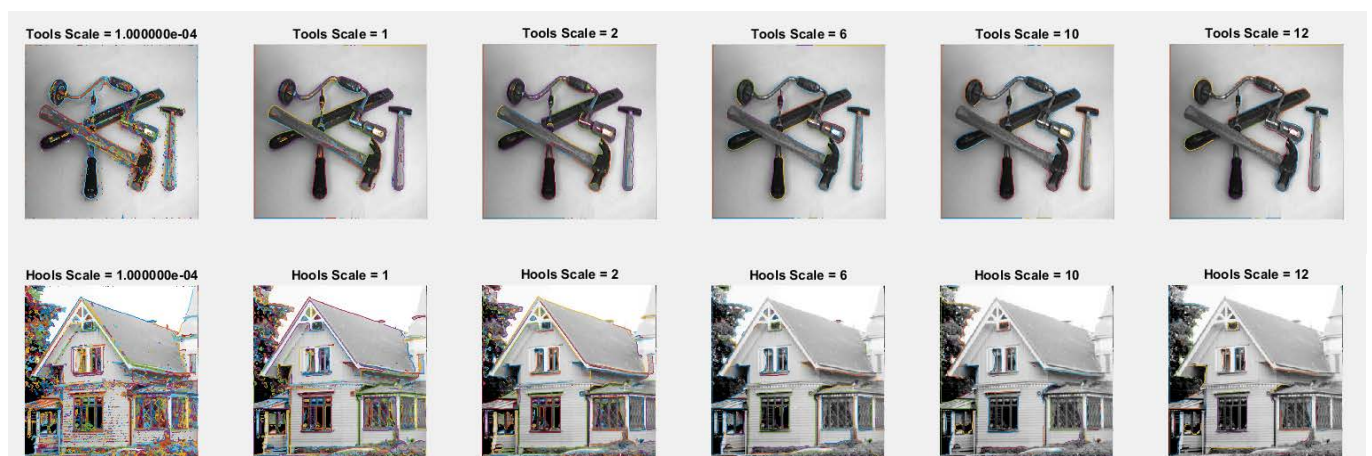 Tools Scale = 1.000000e-04
Tools Scale = 1
Tools Scale = 2
Tools Scale = 6
Tools Scale = 10
Tools Scale = 12
Hools Scale = 1.000000e-04
Hools Scale = 1
Hools Scale = 2
Hools Scale = 6
Hools Scale = 10
Hools Scale = 12